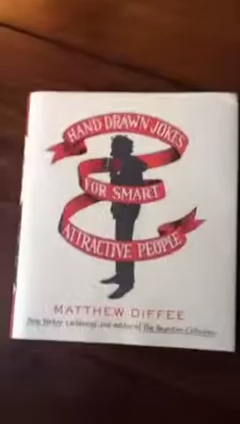 HAND DRAWN JOKES
FOR SMART
ATTRACTIVE PEOPLE
MATTHEW DIFFEE
New Yorker cartoonist and editor of The Rejection Collection